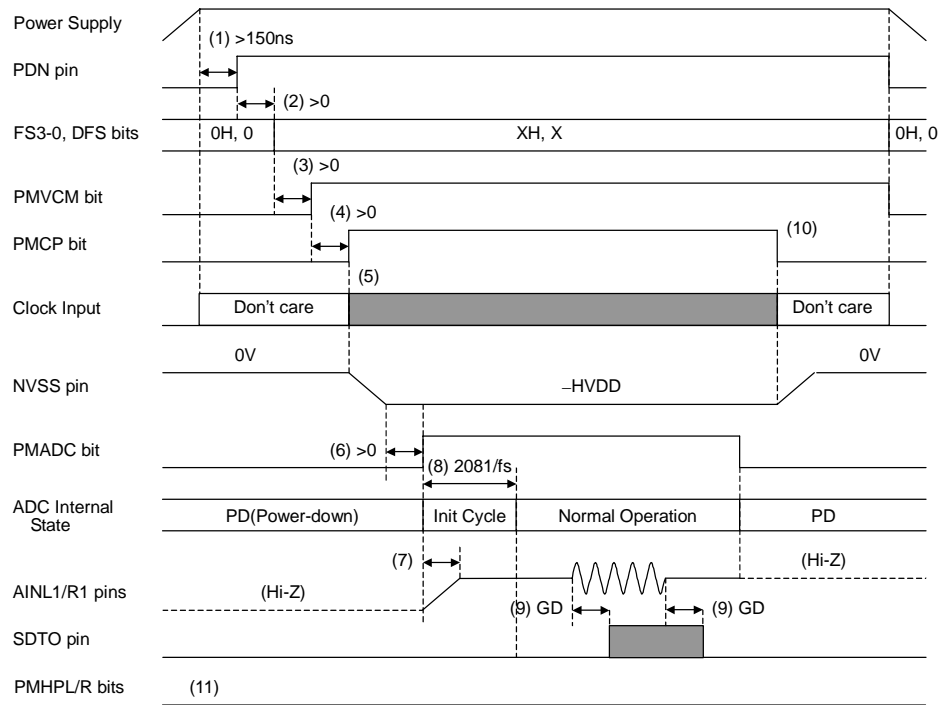 Power Supply
(1) >150ns
PDN pin
(2) >0
FS3-0, DFS bits
0H, 0
XH, X
0H, 0
(3) >0
PMVCM bit
(4) >0
PMCP bit
(10)
(5)
Clock Input
Don't care
Don't care
0V
0V
NVSS pin
−HVDD
PMADC bit
(6) >0
(8) 2081/fs
ADC Internal
State
PD(Power-down)
Init Cycle
Normal Operation
PD
(7)
(Hi-Z)
AINL1/R1 pins
(Hi-Z)
(9) GD
(9) GD
SDTO pin
PMHPL/R bits
(11)